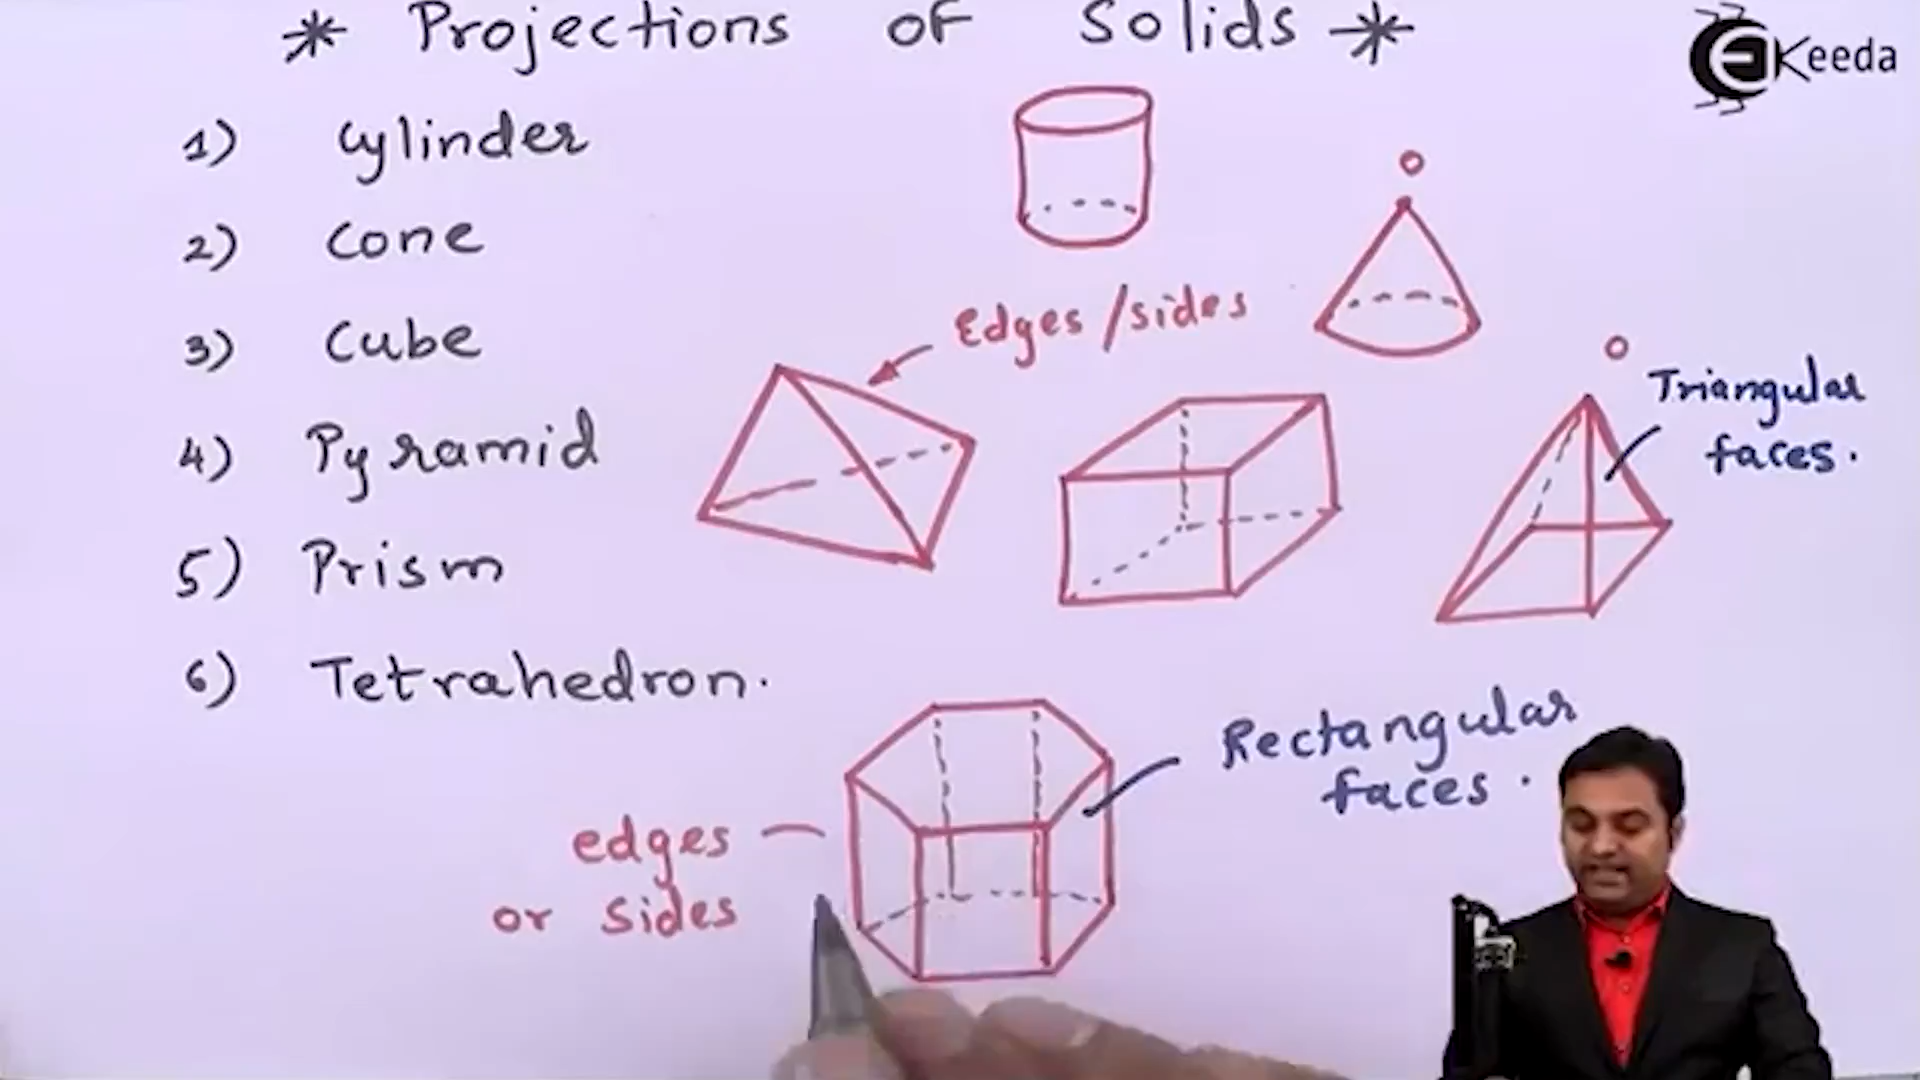 * Projections of Solids *
EKeeda
1) Cylinder
2) Cone
3) Cube
4) Pyramid
5) Prism
6) Tetrahedron.
o
Edges/sides
o
Triangular
faces.
Rectangular
faces.
edges
or sides